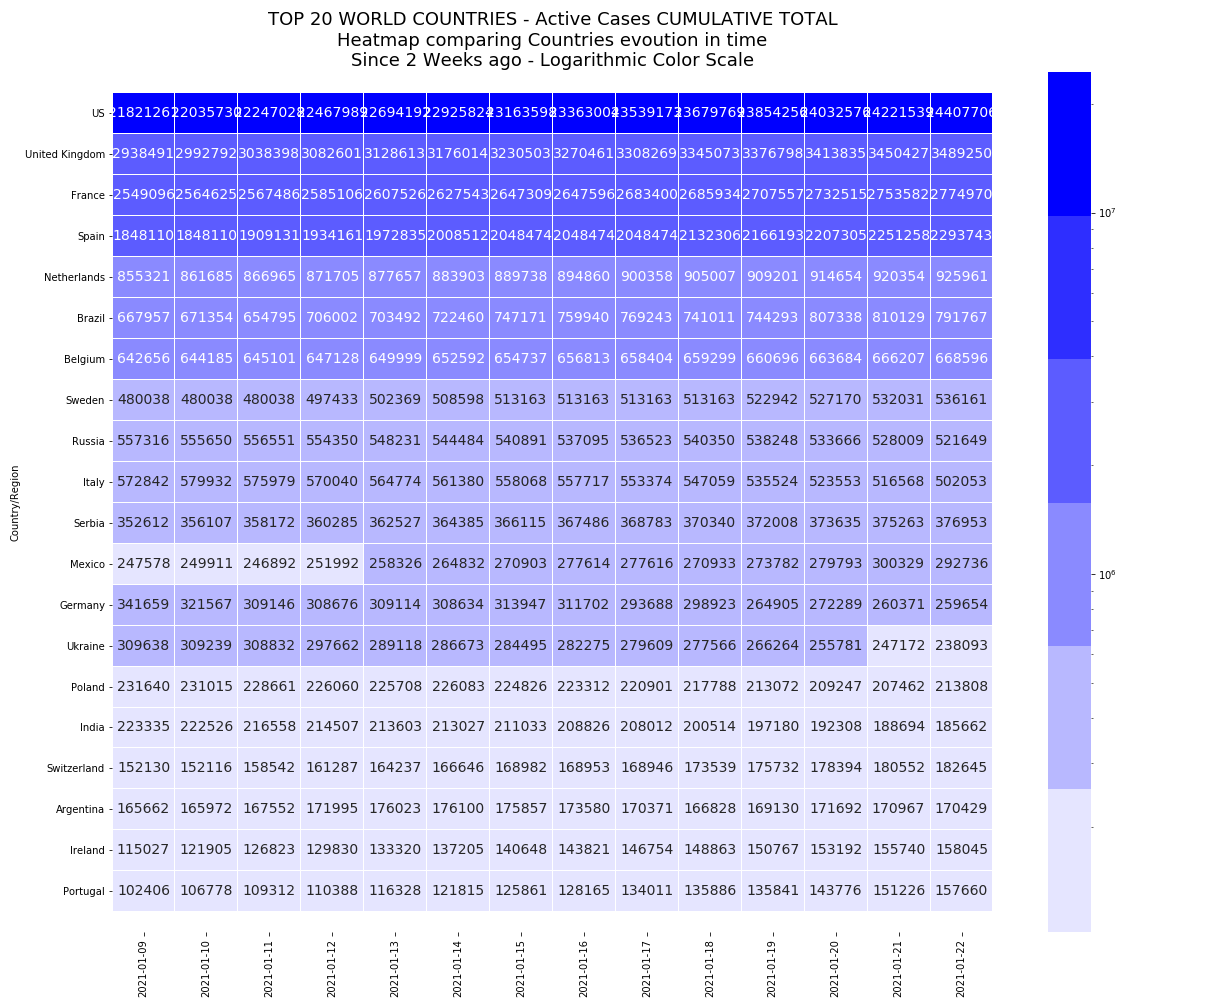 TOP 20 WORLD COUNTRIES - Active Cases CUMULATIVE TOTAL
Heatmap comparing Countries evoution in time
Since 2 Weeks ago - Logarithmic Color Scale
US 22035730 22247028 22467989 22694192 22925824 23163598 23363004 23679769 24221539 24407706
United Kingdom 2938491 2992792 3038398 3082601 3128613 3176014 3230503 3270461 3308269 3345073 3376798 3413835 3450427 3489250
France 2549096 2564625 2567486 2585106 2607526 2627543 2647309 2647596 2683400 2685934 2707557 2732515 2753582 2774970
Spain 1848110 1848110 1909131 1934161 1972835 2008512 2048474 2048474 2048474 2132306 2166193 2207305 2251258 2293743
Netherlands 855321 861685 866965 871705 877657 883903 889738 894860 900358 905007 909201 914654 920354 925961
Brazil 667957 671354 654795 706002 703492 722460 747171 759940 769243 741011 744293 807338 810129 791767
Belgium 642656 644185 645101 647128 649999 652592 654737 656813 658404 659299 660696 663684 666207 668596
Sweden 480038 480038 480038 497433 502369 508598 513163 513163 513163 513163 522942 527170 532031 536161
Russia 557316 555650 556551 554350 548231 544484 540891 537095 536523 540350 538248 533666 528009 521649
Italy 572842 579932 575979 570040 564774 561380 558068 557717 553374 547059 535524 523553 516568 502053
Serbia 352612 356107 358172 360285 362527 364385 366115 367486 368783 370340 372008 373635 375263 376953
Mexico 247578 249911 246892 251992 258326 264832 270903 277614 277616 270933 273782 279793 300329 292736
Germany 341659 321567 309146 308676 309114 308634 313947 311702 293688 298923 264905 272289 260371 259654
Ukraine 309638 309239 308832 297662 289118 286673 284495 282275 279609 277566 266264 255781 247172 238093
Poland 231640 231015 228661 226060 225708 226083 224826 223312 220901 217788 213072 209247 207462 213808
India 223335 222526 216558 214507 213603 213027 211033 208826 208012 200514 197180 192308 188694 185662
Switzerland 152130 152116 158542 161287 164237 166646 168982 168953 168946 173539 175732 178394 180552 182645
Argentina 165662 165972 167552 171995 176023 176100 175857 173580 170371 166828 169130 171692 170967 170429
Ireland 115027 121905 126823 129830 133320 137205 140648 143821 146754 148863 150767 153192 155740 158045
Portugal 102406 106778 109312 110388 116328 121815 125861 128165 134011 135886 135841 143776 151226 157660
2021-01-09 2021-01-10 2021-01-11 2021-01-12 2021-01-13 2021-01-14 2021-01-15 2021-01-16 2021-01-17 2021-01-18 2021-01-19 2021-01-20 2021-01-21 2021-01-22
Country/Region
10⁷
10⁶